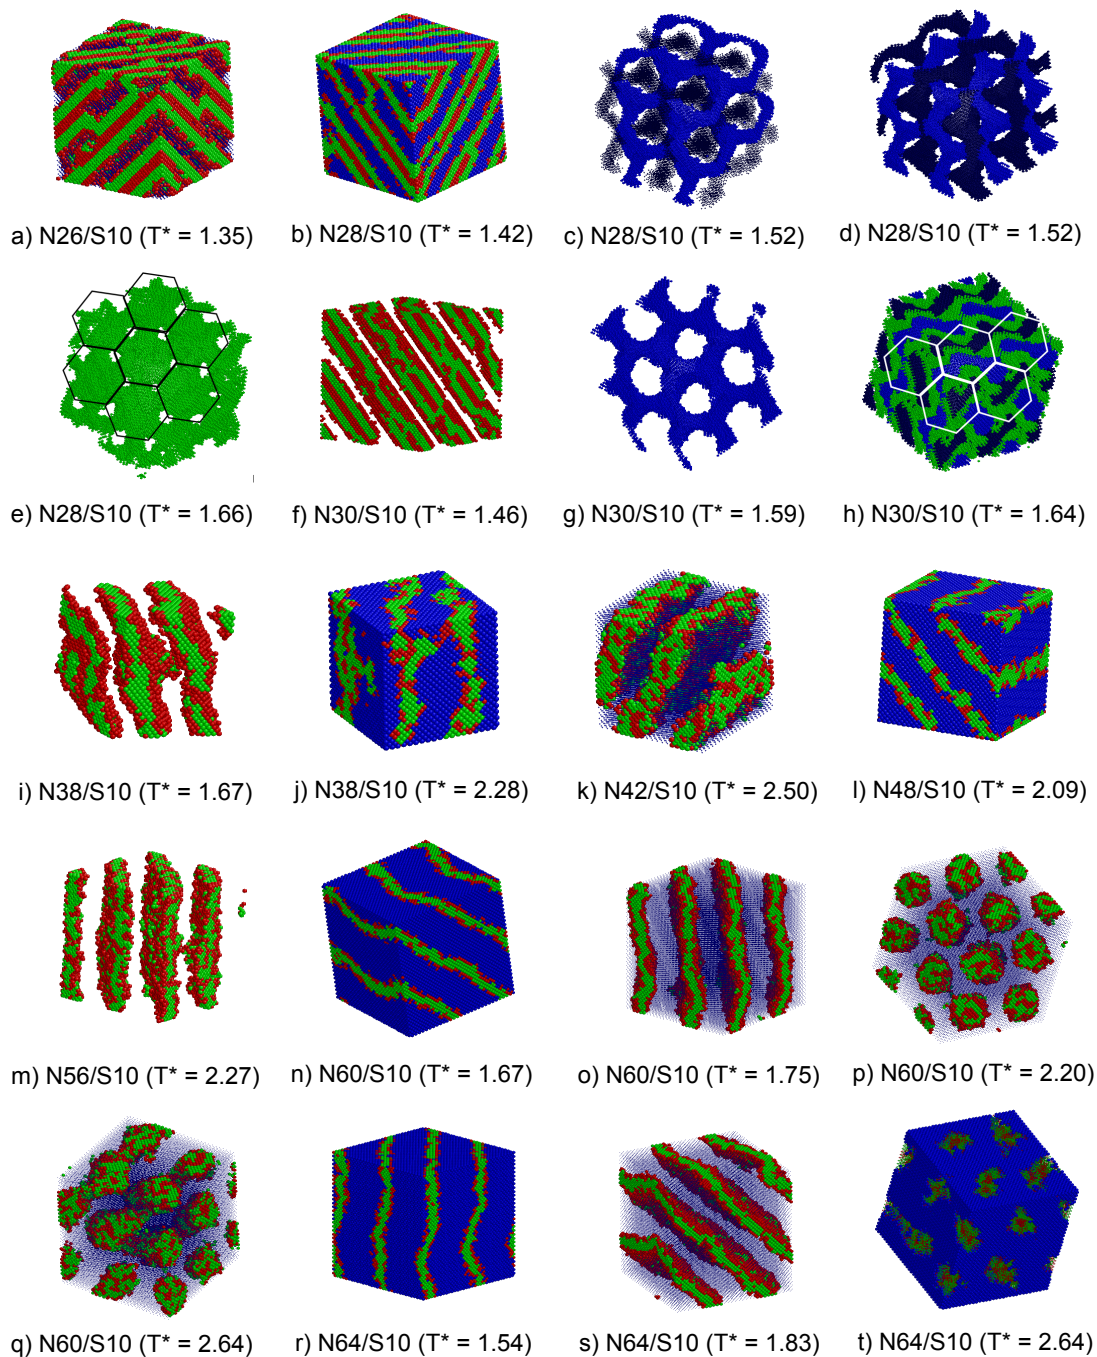 a) N26/S10 (T* = 1.35) b) N28/S10 (T* = 1.42) c) N28/S10 (T* = 1.52) d) N28/S10 (T* = 1.52)
e) N28/S10 (T* = 1.66) f) N30/S10 (T* = 1.46) g) N30/S10 (T* = 1.59) h) N30/S10 (T* = 1.64)
i) N38/S10 (T* = 1.67) j) N38/S10 (T* = 2.28) k) N42/S10 (T* = 2.50) l) N48/S10 (T* = 2.09)
m) N56/S10 (T* = 2.27) n) N60/S10 (T* = 1.67) o) N60/S10 (T* = 1.75) p) N60/S10 (T* = 2.20)
q) N60/S10 (T* = 2.64) r) N64/S10 (T* = 1.54) s) N64/S10 (T* = 1.83) t) N64/S10 (T* = 2.64)